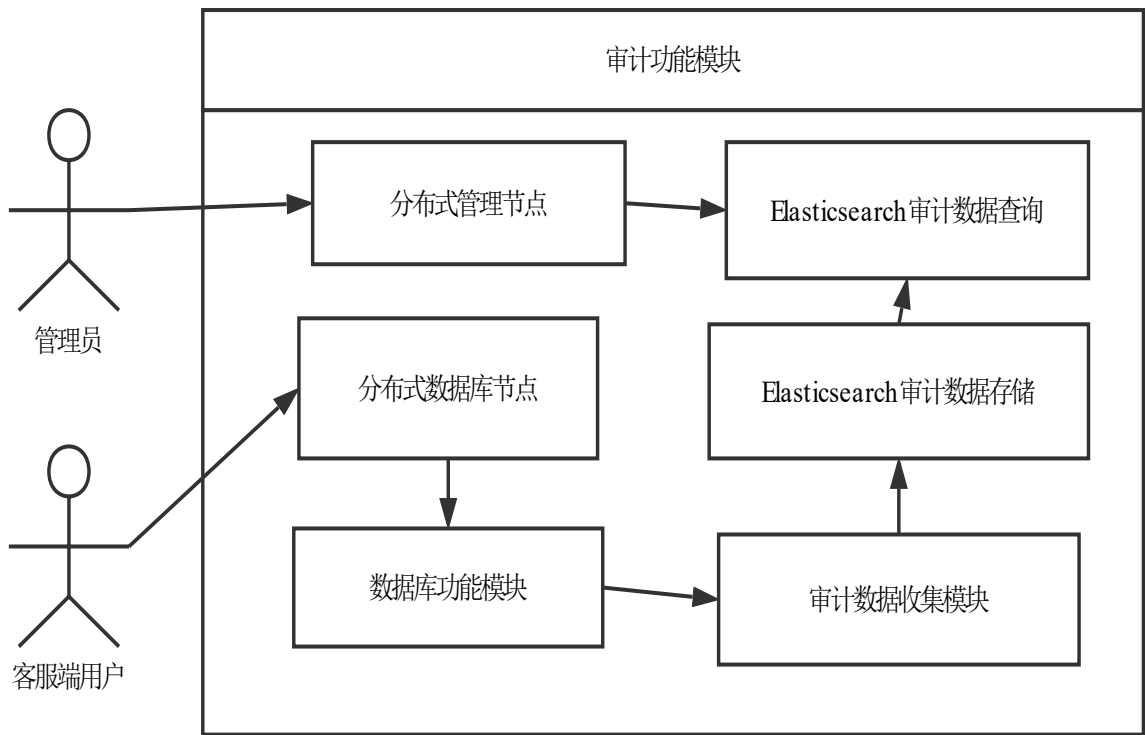 审计功能模块
分布式管理节点
Elasticsearch审计数据查询
管理员
分布式数据库节点
Elasticsearch审计数据存储
数据库功能模块
审计数据收集模块
客服端用户